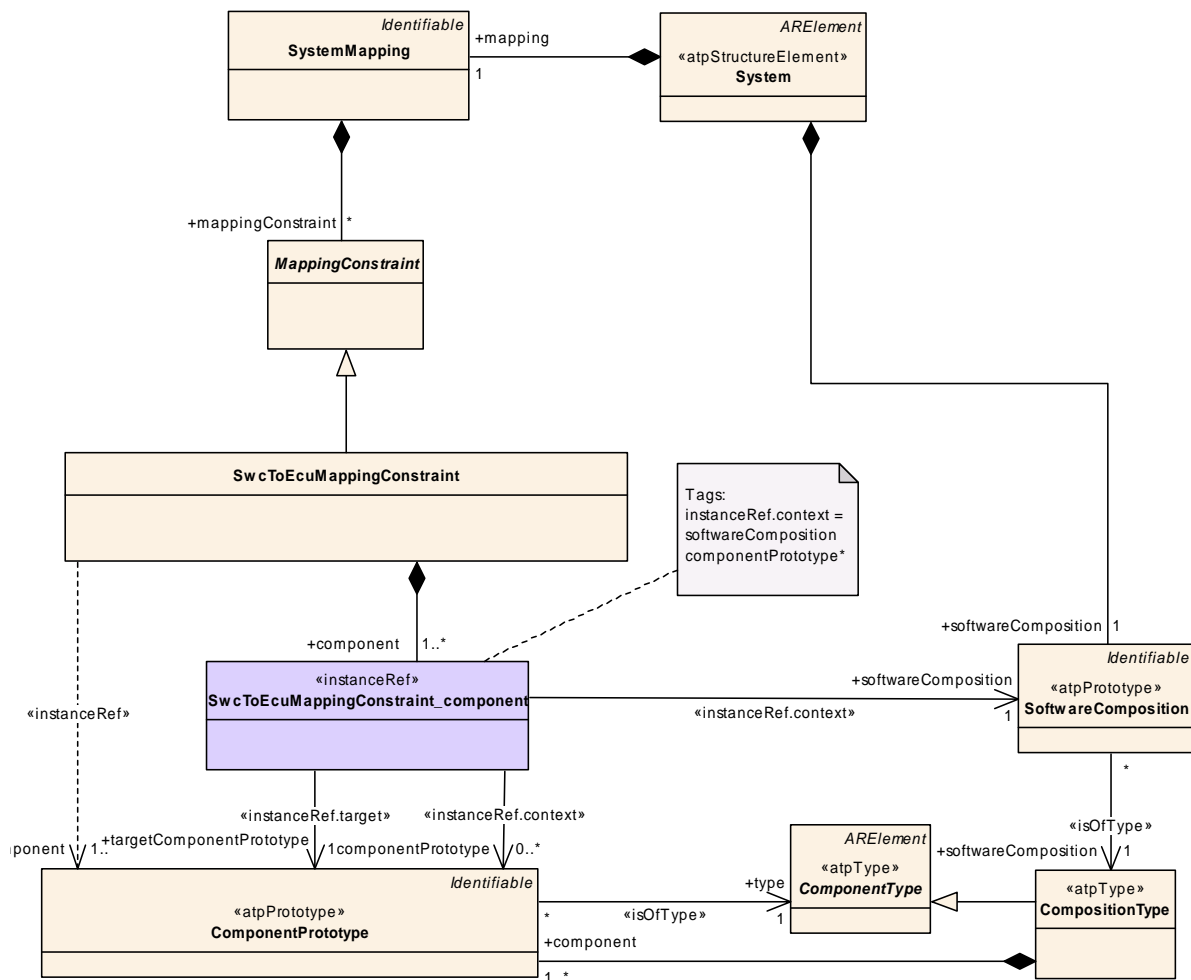 Identifiable
SystemMapping
+mapping
1
ARElement
«atpStructureElement»
System
+mappingConstraint
*
MappingConstraint
SwcToEcuMappingConstraint
Tags:
instanceRef.context =
softwareComposition
componentPrototype*
+component
1..*
+softwareComposition
1
«instanceRef»
«instanceRef»
SwcToEcuMappingConstraint_component
+softwareComposition
«instanceRef.context»
1
Identifiable
«atpPrototype»
SoftwareComposition
*
«instanceRef.target»
«instanceRef.context»
«isOfType»
+targetComponentPrototype
ponent
1..
1
componentPrototype
0..*
+softwareComposition
1
Identifiable
«atpPrototype»
ComponentPrototype
+type
«isOfType»
*
1
ARElement
«atpType»
ComponentType
«atpType»
CompositionType
+component
1..*